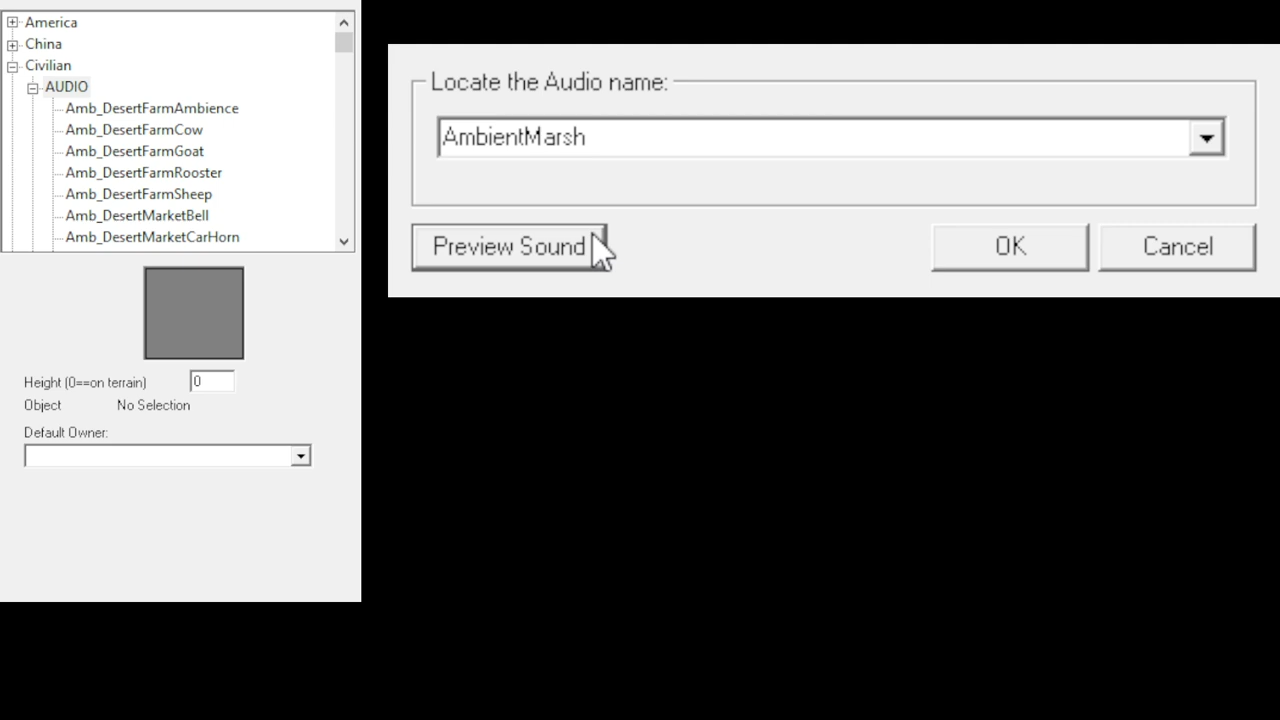 America
China
Civilian
AUDIO
Amb_DesertFarmAmbience
Amb_DesertFarmCow
Amb_DesertFarmGoat
Amb_DesertFarmRooster
Amb_DesertFarmSheep
Amb_DesertMarketBell
Amb_DesertMarketCarHorn
Height (0==on terrain) 0
Object No Selection
Default Owner:
Locate the Audio name:
AmbientMarsh
Preview Sound OK Cancel